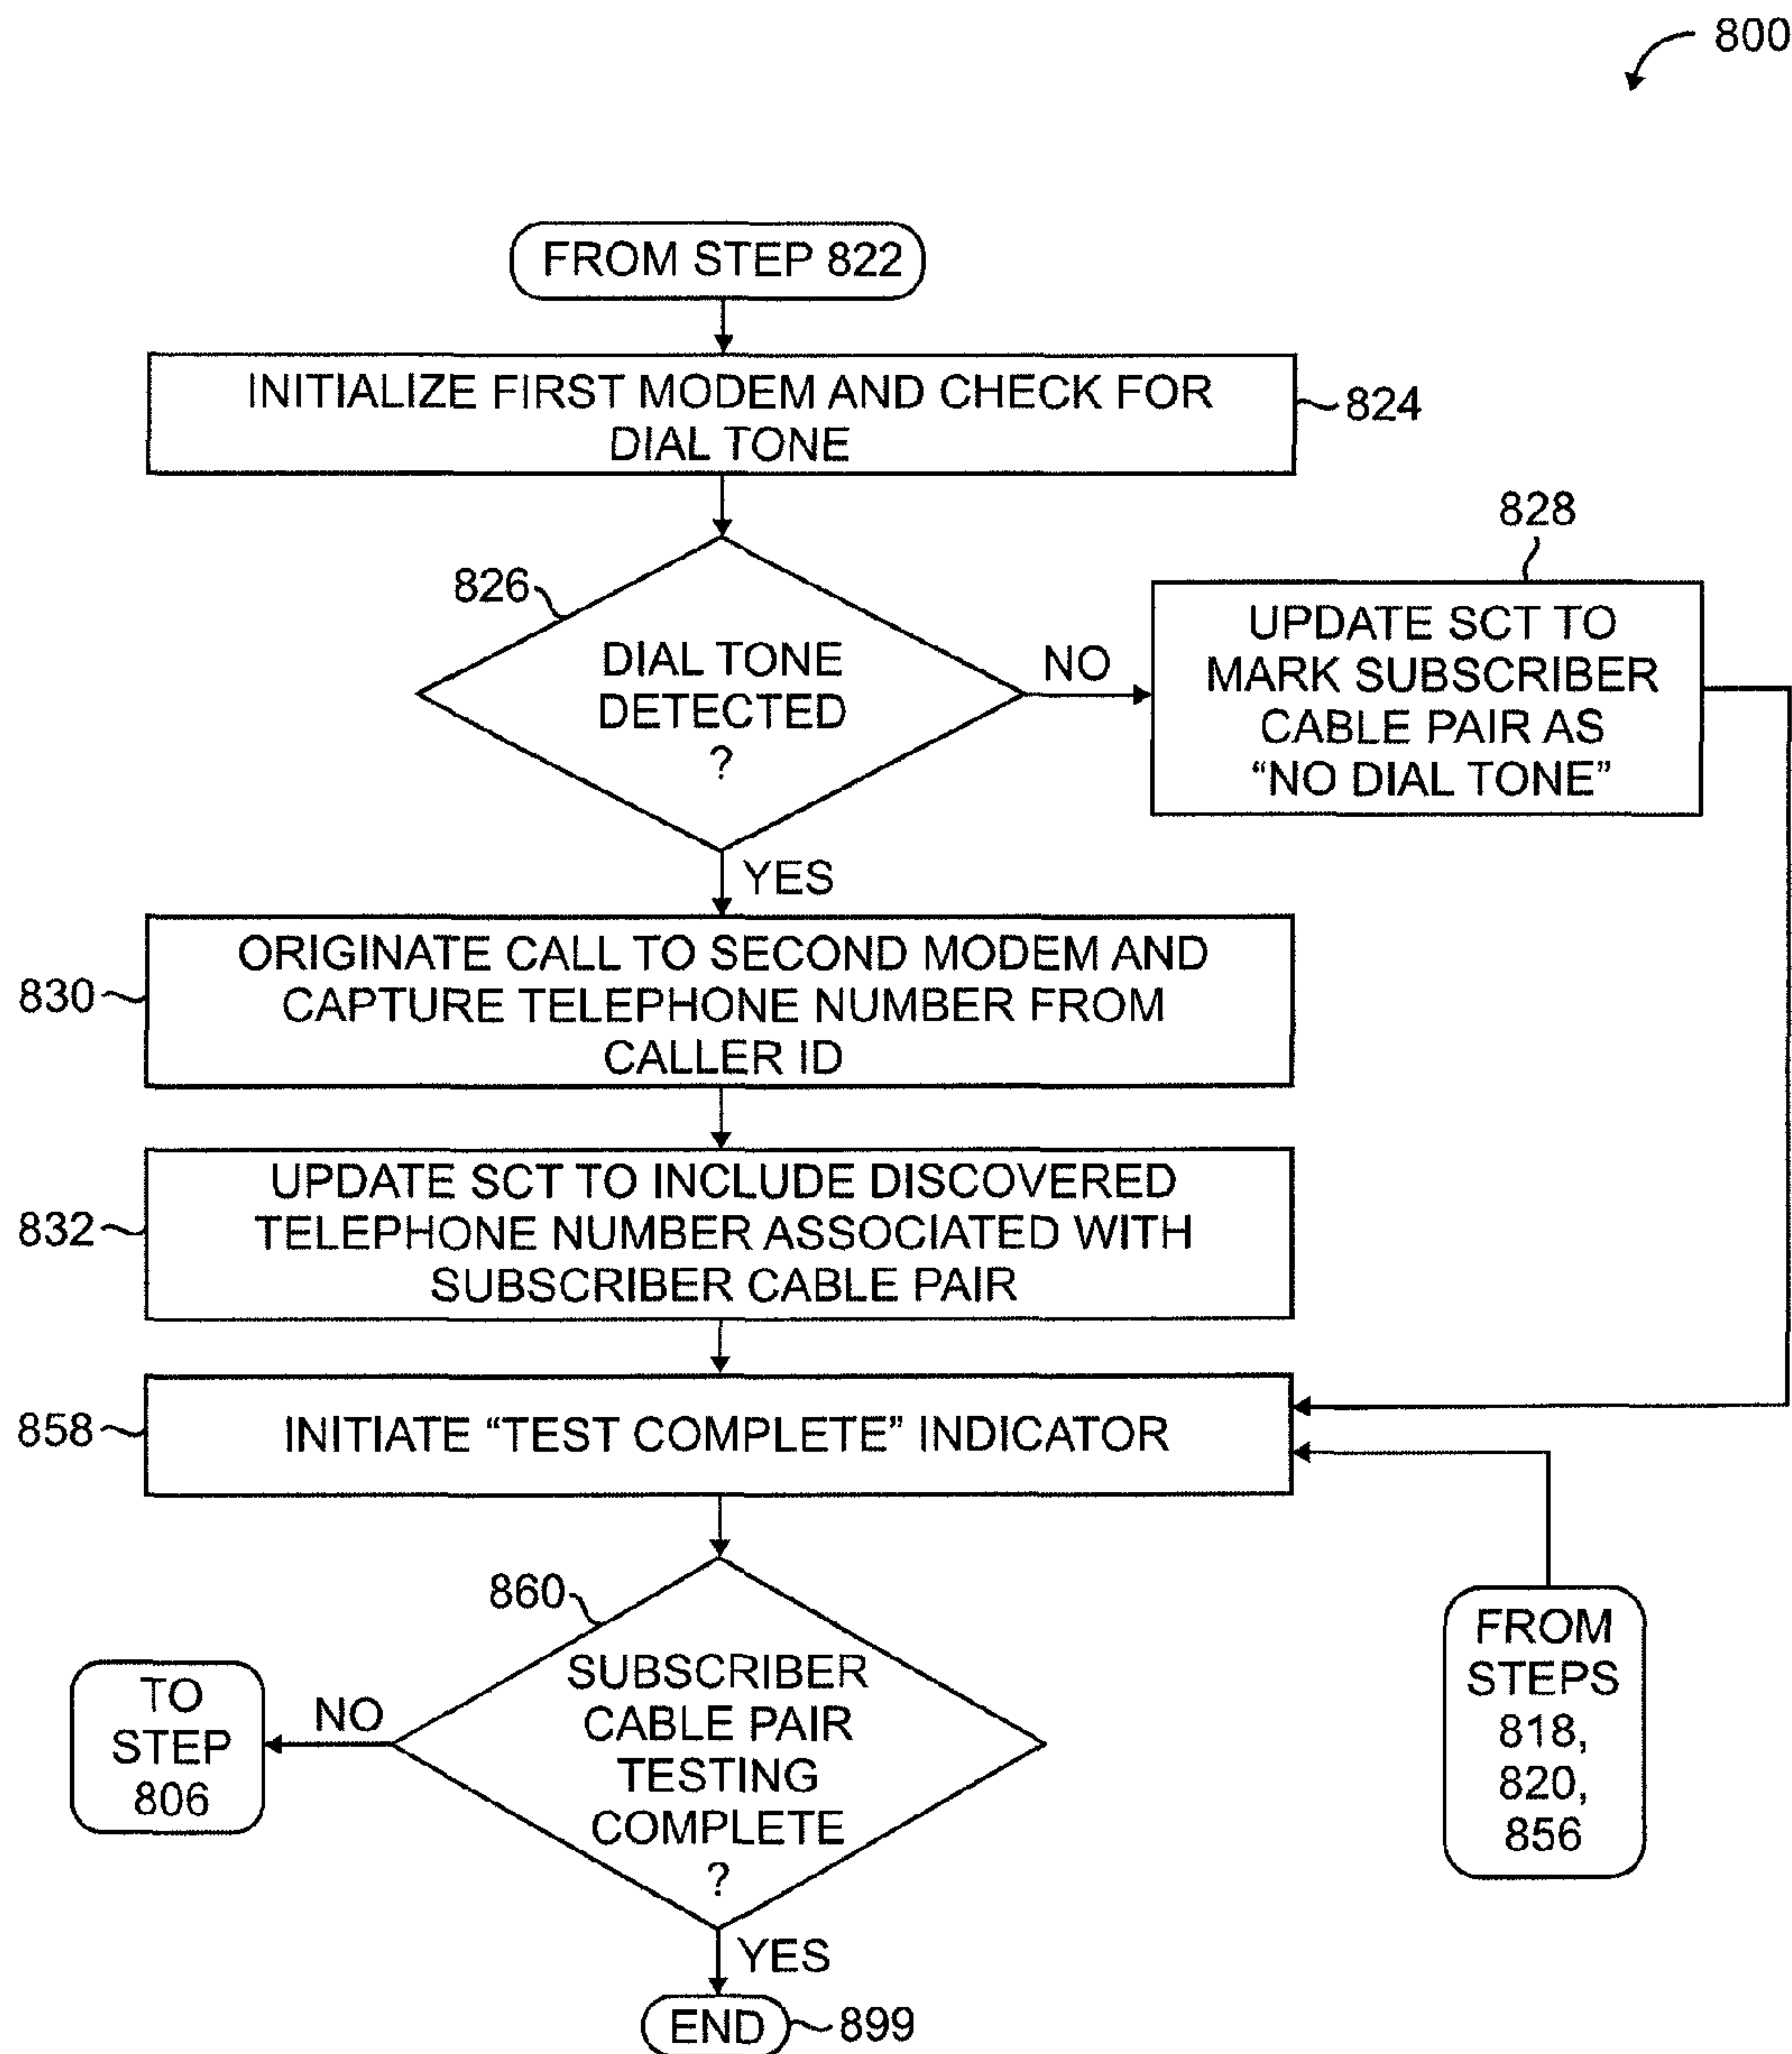 800
FROM STEP 822
INITIALIZE FIRST MODEM AND CHECK FOR
DIAL TONE
824
826
DIAL TONE
DETECTED
?
NO
828
UPDATE SCT TO
MARK SUBSCRIBER
CABLE PAIR AS
“NO DIAL TONE”
YES
830
ORIGINATE CALL TO SECOND MODEM AND
CAPTURE TELEPHONE NUMBER FROM
CALLER ID
832
UPDATE SCT TO INCLUDE DISCOVERED
TELEPHONE NUMBER ASSOCIATED WITH
SUBSCRIBER CABLE PAIR
858
INITIATE “TEST COMPLETE” INDICATOR
860
SUBSCRIBER
CABLE PAIR
TESTING
COMPLETE
?
NO
TO
STEP
806
FROM
STEPS
818,
820,
856
YES
END
899